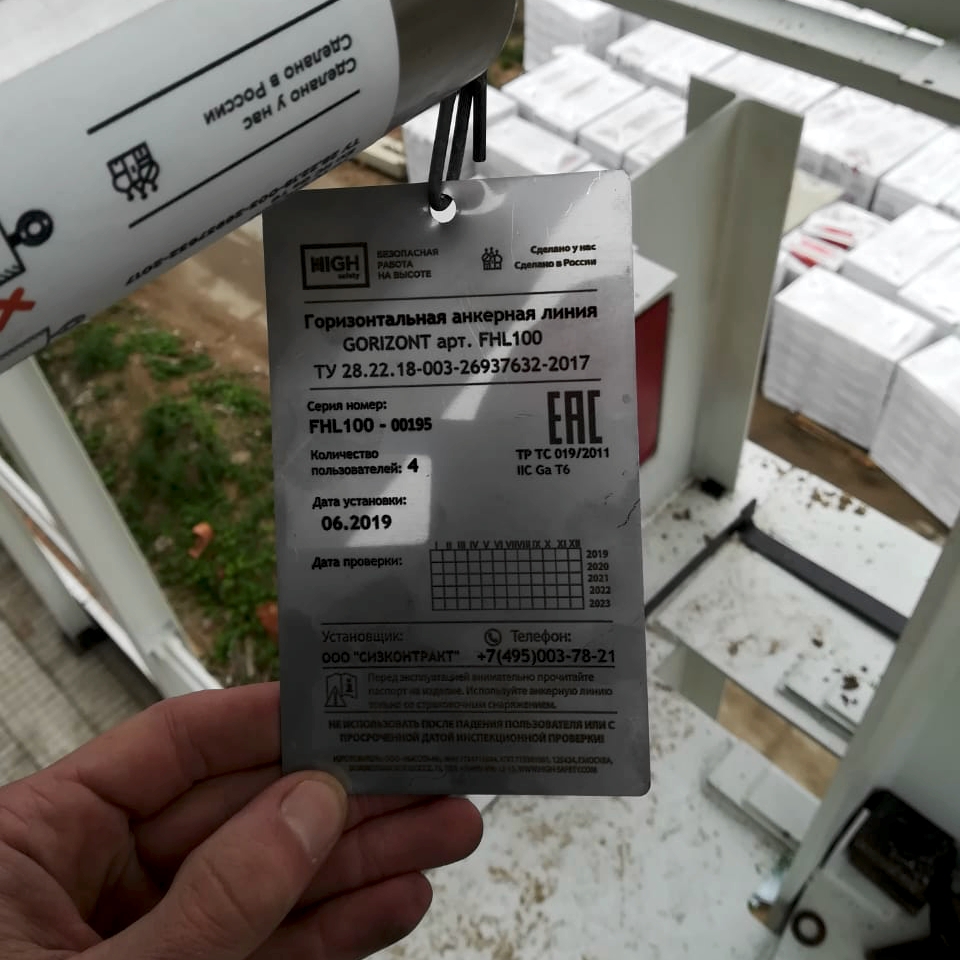 Сделано у нас
Сделано в России
HIGH
safety
БЕЗОПАСНАЯ
РАБОТА
НА ВЫСОТЕ
Сделано у нас
Сделано в России
Горизонтальная анкерная линия
GORIZONT арт. FHL100
ТУ 28.22.18-003-26937632-2017
Серия номер:
FHL100 - 00195
EAC
Количество
пользователей: 4
ТР ТС 019/2011
IIC Ga T6
Дата установки:
06.2019
Дата проверки:
I II III IV V VI VII VIII IX X XI XII
2019
2020
2021
2022
2023
Установщик:
Телефон:
ООО "СИЗКОНТРАКТ" +7(495)003-78-21
Перед эксплуатацией внимательно прочитайте
паспорт на изделие. Используйте анкерную линию
только со страховочным снаряжением.
НЕ ИСПОЛЬЗОВАТЬ ПОСЛЕ ПАДЕНИЯ ПОЛЬЗОВАТЕЛЯ ИЛИ С
ПРОСРОЧЕННОЙ ДАТОЙ ИНСПЕКЦИОННОЙ ПРОВЕРКИ!